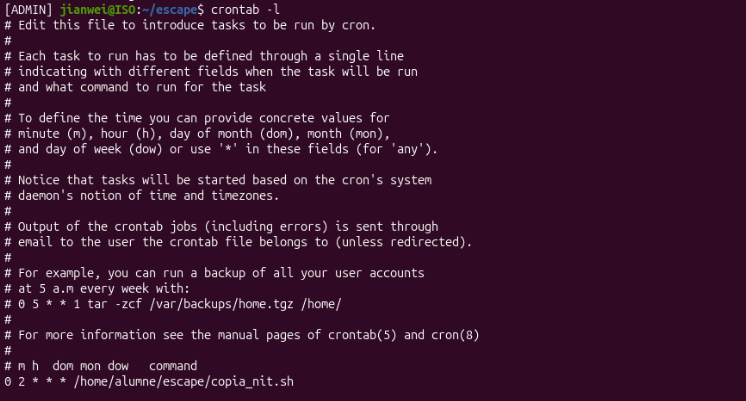 [ADMIN] jianwei@ISO:~/escape$ crontab -l
# Edit this file to introduce tasks to be run by cron.
#
# Each task to run has to be defined through a single line
# indicating with different fields when the task will be run
# and what command to run for the task
#
# To define the time you can provide concrete values for
# minute (m), hour (h), day of month (dom), month (mon),
# and day of week (dow) or use '*' in these fields (for 'any').
#
# Notice that tasks will be started based on the cron's system
# daemon's notion of time and timezones.
#
# Output of the crontab jobs (including errors) is sent through
# email to the user the crontab file belongs to (unless redirected).
#
# For example, you can run a backup of all your user accounts
# at 5 a.m every week with:
# 0 5 * * 1 tar -zcf /var/backups/home.tgz /home/
#
# For more information see the manual pages of crontab(5) and cron(8)
#
# m h  dom mon dow   command
0 2 * * * /home/alumne/escape/copia_nit.sh